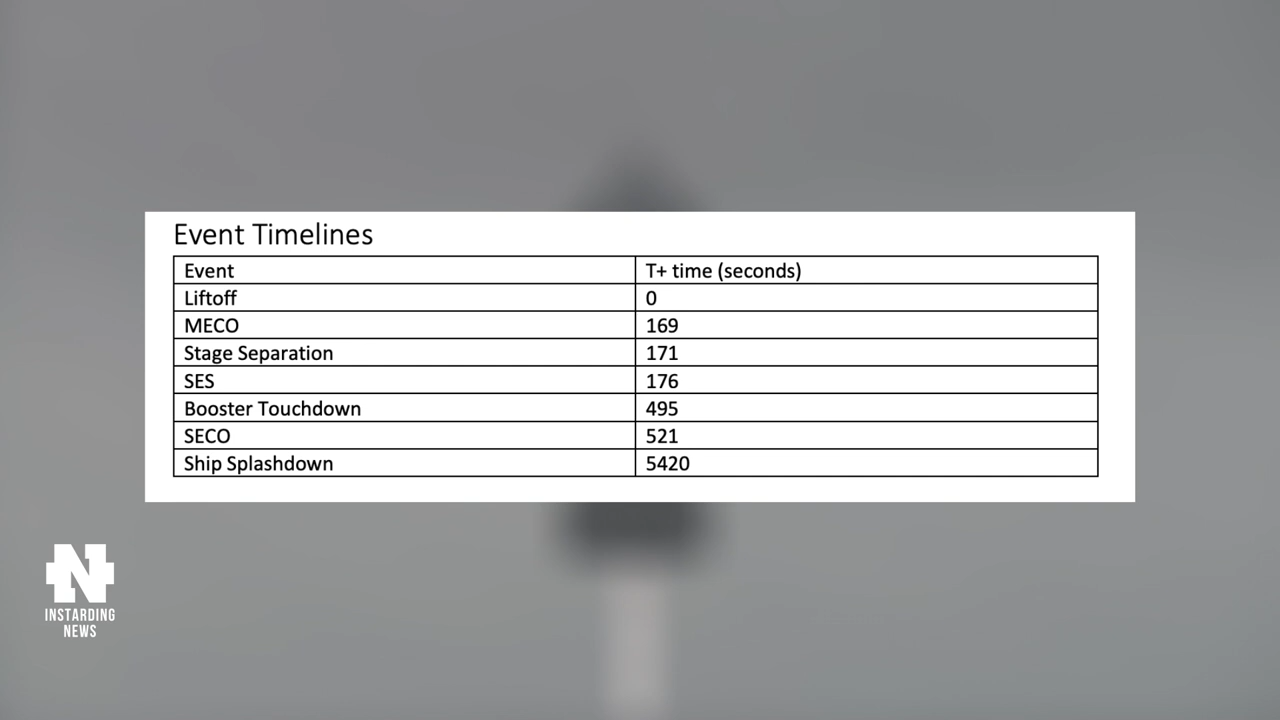 Event Timelines
Event T+ time (seconds)
Liftoff 0
MECO 169
Stage Separation 171
SES 176
Booster Touchdown 495
SECO 521
Ship Splashdown 5420
N
INSTARDING
NEWS